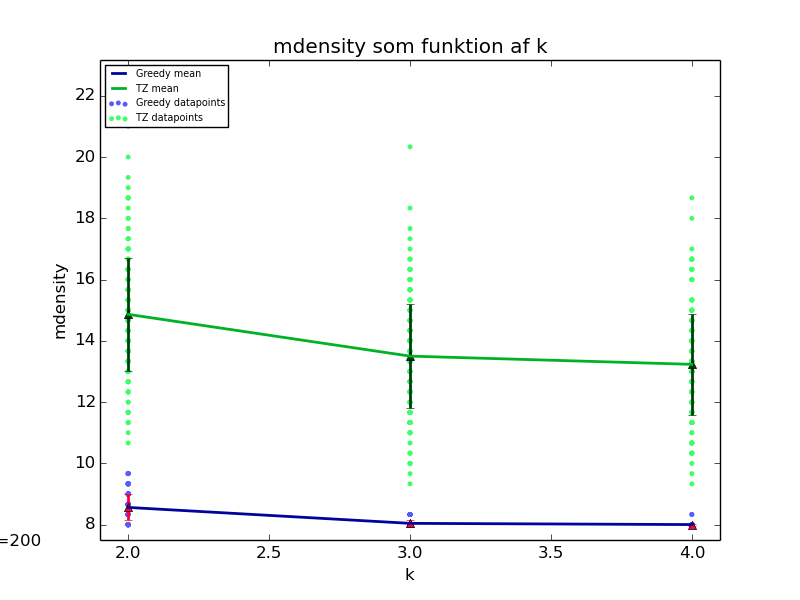 mdensity som funktion af k
Greedy mean
TZ mean
Greedy datapoints
TZ datapoints
22
20
18
16
14
12
10
8
mdensity
=200
2.0 2.5 3.0 3.5 4.0
k